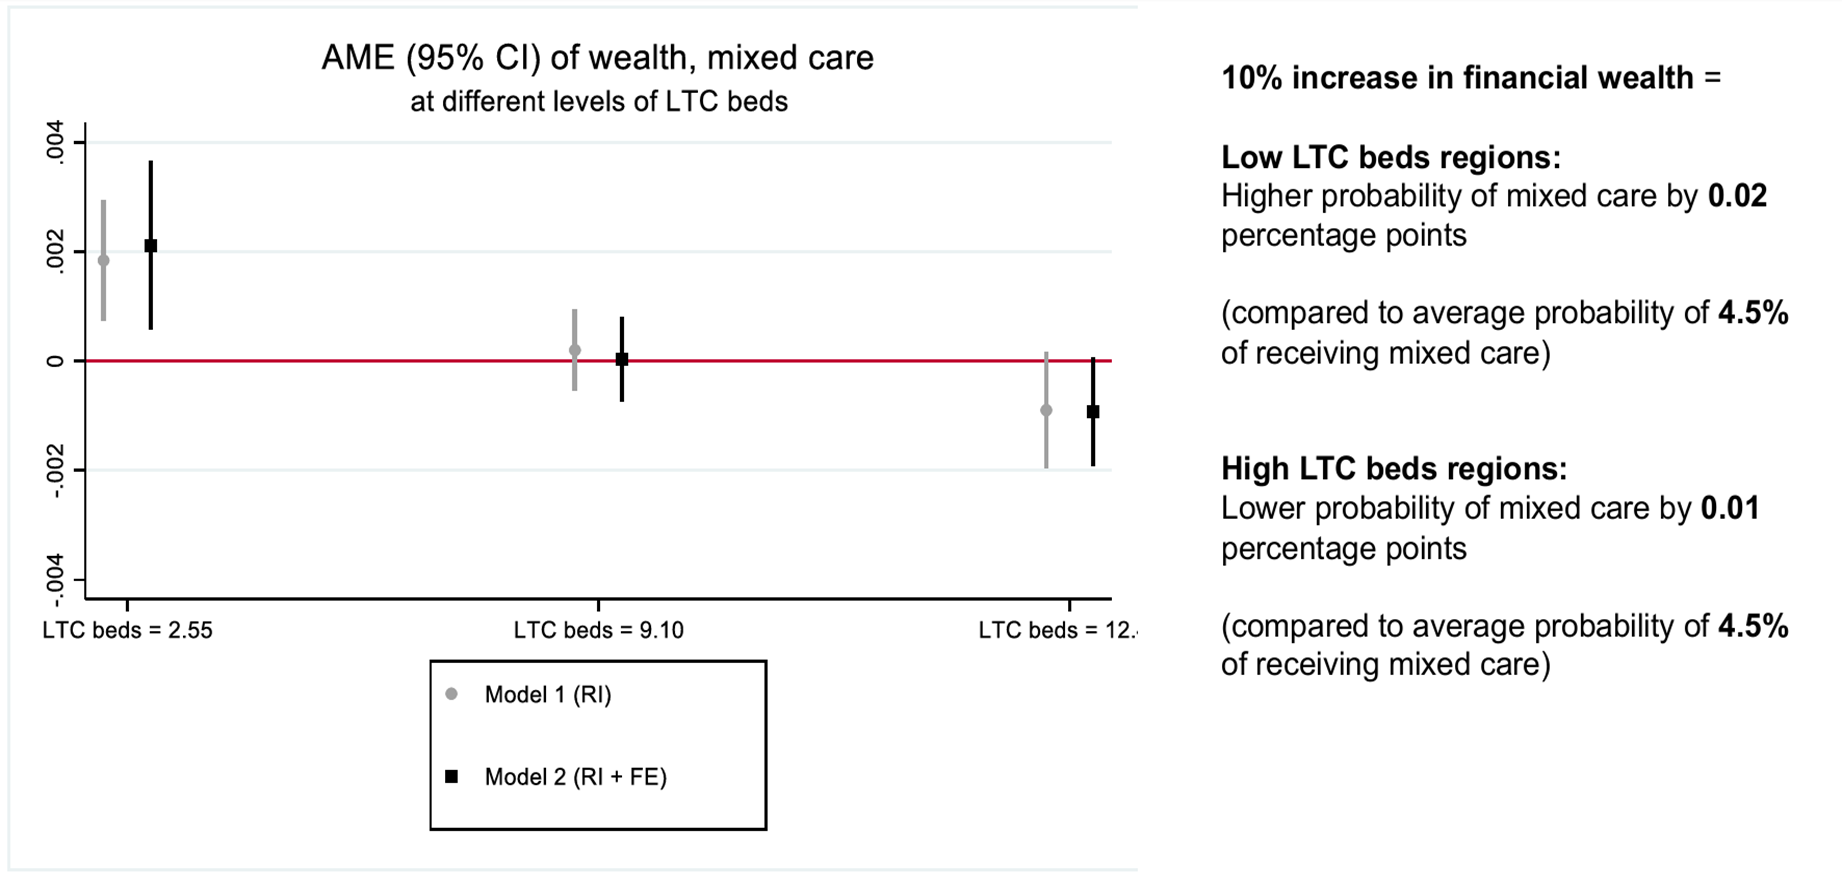 AME (95% CI) of wealth, mixed care
at different levels of LTC beds
.004
.002
0
-.002
-.004
LTC beds = 2.55
LTC beds = 9.10
LTC beds = 12.
Model 1 (RI)
Model 2 (RI + FE)
10% increase in financial wealth =
Low LTC beds regions:
Higher probability of mixed care by 0.02
percentage points
(compared to average probability of 4.5%
of receiving mixed care)
High LTC beds regions:
Lower probability of mixed care by 0.01
percentage points
(compared to average probability of 4.5%
of receiving mixed care)